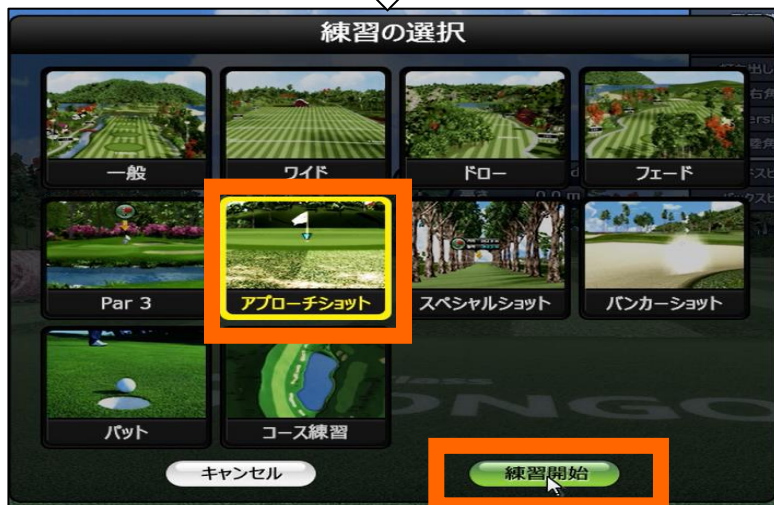 練習の選択
一般
ワイド
ドロー
フェード
Par 3
アプローチショット
スペシャルショット
バンカーショット
パット
コース練習
キャンセル
練習開始